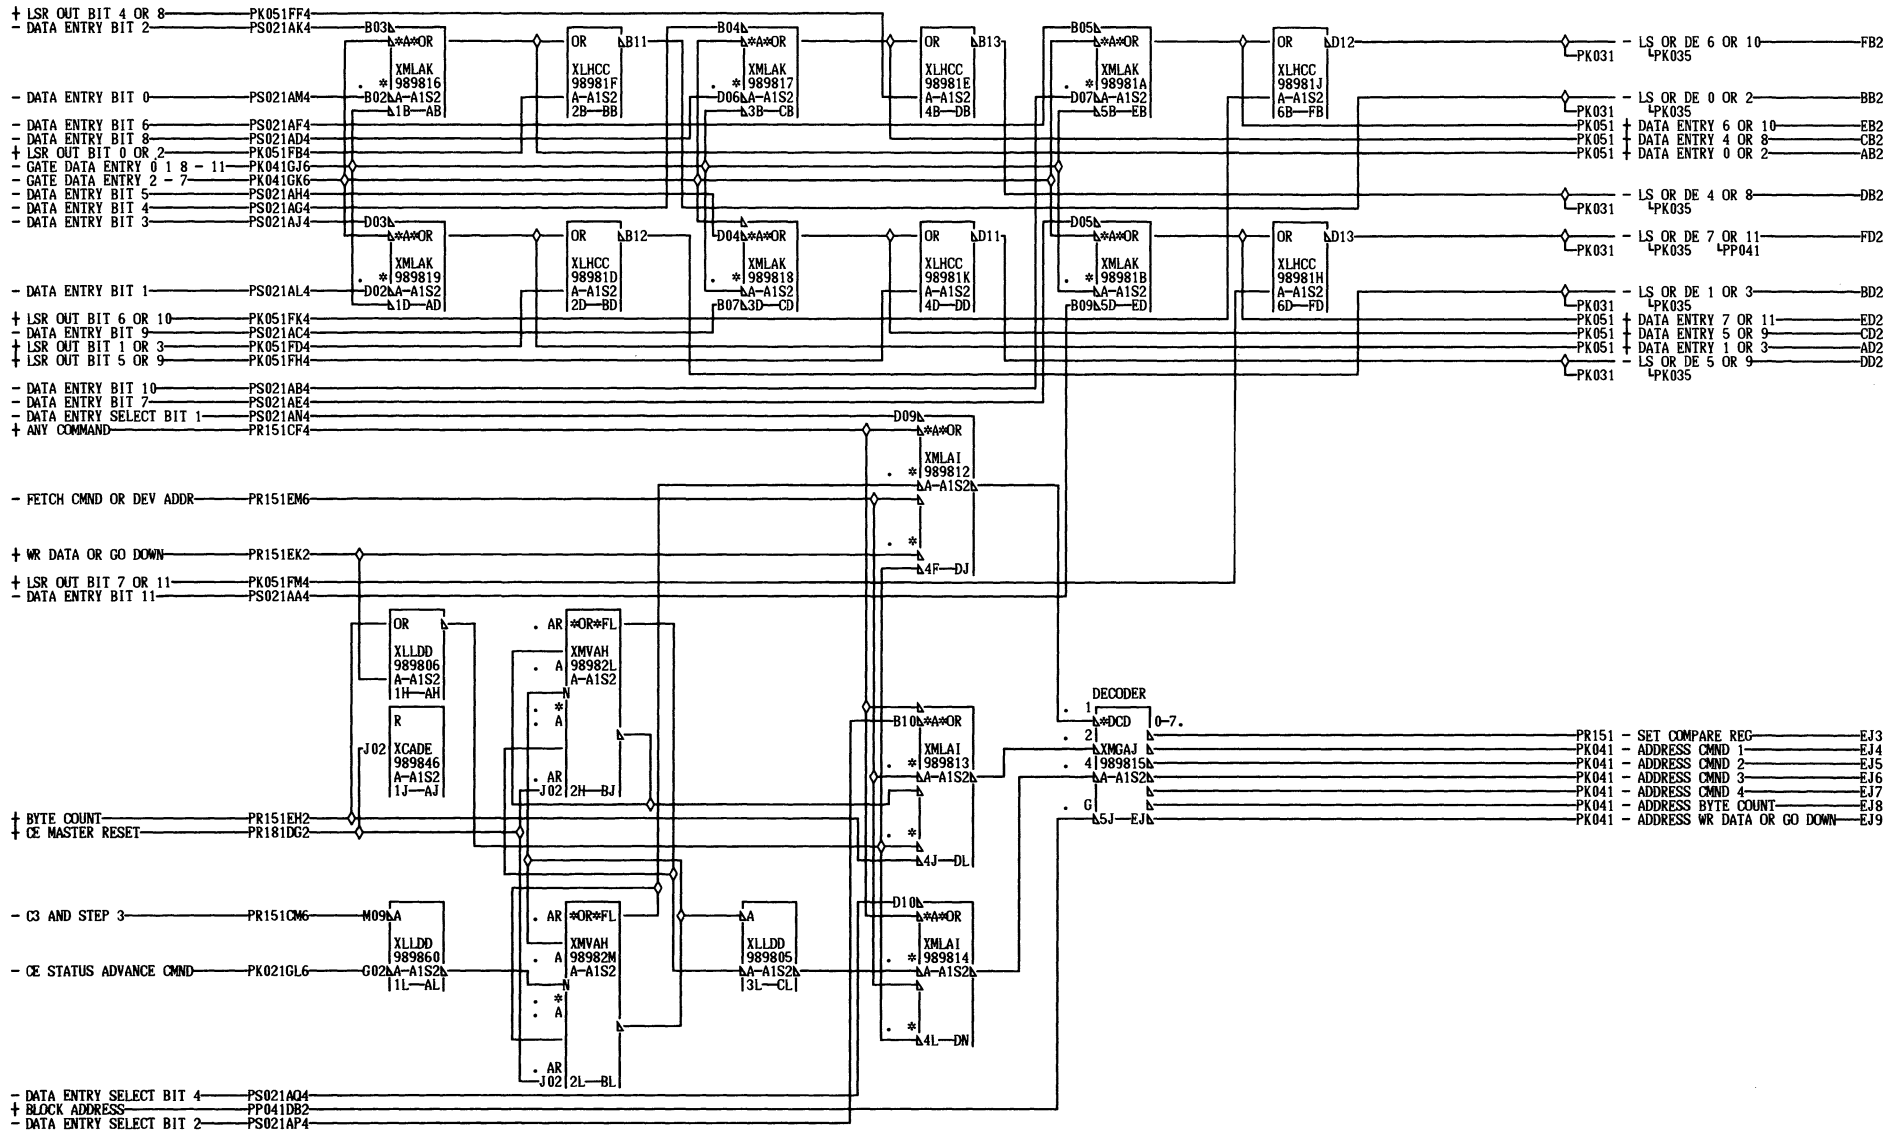 + LSR OUT BIT 4 OR 8 PK051FF4
- DATA ENTRY BIT 2 PS021AK4
B03 B04 B05
*A*OR OR B11 *A*OR OR B13 *A*OR OR D12 - LS OR DE 6 OR 10 FB2
PK031 PK035
XMLAK XLHCC XMLAK XLHCC XMLAK XLHCC
. * 989816 98981F . * 989817 98981E . * 98981A 98981J
- DATA ENTRY BIT 0 PS021AM4 B02 A-A1S2 A-A1S2 D06 A-A1S2 A-A1S2 D07 A-A1S2 A-A1S2 - LS OR DE 0 OR 2 BB2
1B AB 2B BB 3B CB 4B DB 5B EB 6B FB PK031 PK035
- DATA ENTRY BIT 6 PS021AF4 PK051 + DATA ENTRY 6 OR 10 EB2
- DATA ENTRY BIT 8 PS021AD4 PK051 + DATA ENTRY 4 OR 8 CB2
+ LSR OUT BIT 0 OR 2 PK051FB4 PK051 + DATA ENTRY 0 OR 2 AB2
- GATE DATA ENTRY 0 1 8 - 11 PK041GJ6
- GATE DATA ENTRY 2 - 7 PK041GK6
- DATA ENTRY BIT 5 PS021AH4 - LS OR DE 4 OR 8 DB2
- DATA ENTRY BIT 4 PS021AG4 PK031 PK035
- DATA ENTRY BIT 3 PS021AJ4 D03 D05
*A*OR OR B12 D04 *A*OR OR D11 *A*OR OR D13 - LS OR DE 7 OR 11 FD2
PK031 PK035 PP041
XMLAK XLHCC XMLAK XLHCC XMLAK XLHCC
. * 989819 98981D . * 989818 98981K . * 98981B 98981H
- DATA ENTRY BIT 1 PS021AL4 D02 A-A1S2 A-A1S2 A-A1S2 A-A1S2 A-A1S2 A-A1S2 - LS OR DE 1 OR 3 BD2
1D AD 2D BD B07 3D CD 4D DD B09 5D ED 6D FD PK031 PK035
+ LSR OUT BIT 6 OR 10 PK051FK4 PK051 + DATA ENTRY 7 OR 11 ED2
- DATA ENTRY BIT 9 PS021AC4 PK051 + DATA ENTRY 5 OR 9 CD2
+ LSR OUT BIT 1 OR 3 PK051FD4 PK051 + DATA ENTRY 1 OR 3 AD2
+ LSR OUT BIT 5 OR 9 PK051FH4 - LS OR DE 5 OR 9 DD2
PK031 PK035
- DATA ENTRY BIT 10 PS021AB4
- DATA ENTRY BIT 7 PS021AE4
- DATA ENTRY SELECT BIT 1 PS021AN4 D09
+ ANY COMMAND PR151CF4 *A*OR
XMLAI
. * 989812
A-A1S2
- FETCH CMND OR DEV ADDR PR151EM6
. *
+ WR DATA OR GO DOWN PR151EK2
4F DJ
+ LSR OUT BIT 7 OR 11 PK051FM4
- DATA ENTRY BIT 11 PS021AA4
OR . AR *OR*FL
XLLDD XMVAH
989806 . A 98982L
A-A1S2 A-A1S2
1H AH N DECODER
. * . 1
R . A B10 *A*OR *DCD 0-7.
. 2 PR151 - SET COMPARE REG EJ3
J02 XCADE XMLAI XMGAJ PK041 - ADDRESS CMND 1 EJ4
989846 . * 989813 . 4 989815 PK041 - ADDRESS CMND 2 EJ5
A-A1S2 . AR A-A1S2 A-A1S2 PK041 - ADDRESS CMND 3 EJ6
1J AJ J02 2H BJ PK041 - ADDRESS CMND 4 EJ7
. G PK041 - ADDRESS BYTE COUNT EJ8
+ BYTE COUNT PR151EH2 5J EJ PK041 - ADDRESS WR DATA OR GO DOWN EJ9
+ CE MASTER RESET PR181DG2 . *
4J DL
D10
- C3 AND STEP 3 PR151CM6 M09 A . AR *OR*FL A *A*OR
XLLDD XMVAH XLLDD XMLAI
989860 . A 98982M 989805 . * 989814
- CE STATUS ADVANCE CMND PK021GL6 G02 A-A1S2 A-A1S2 A-A1S2 A-A1S2
1L AL N 3L CL
. *
. A
. *
4L DN
. AR
J02 2L BL
- DATA ENTRY SELECT BIT 4 PS021AQ4
+ BLOCK ADDRESS PP041DB2
- DATA ENTRY SELECT BIT 2 PS021AP4